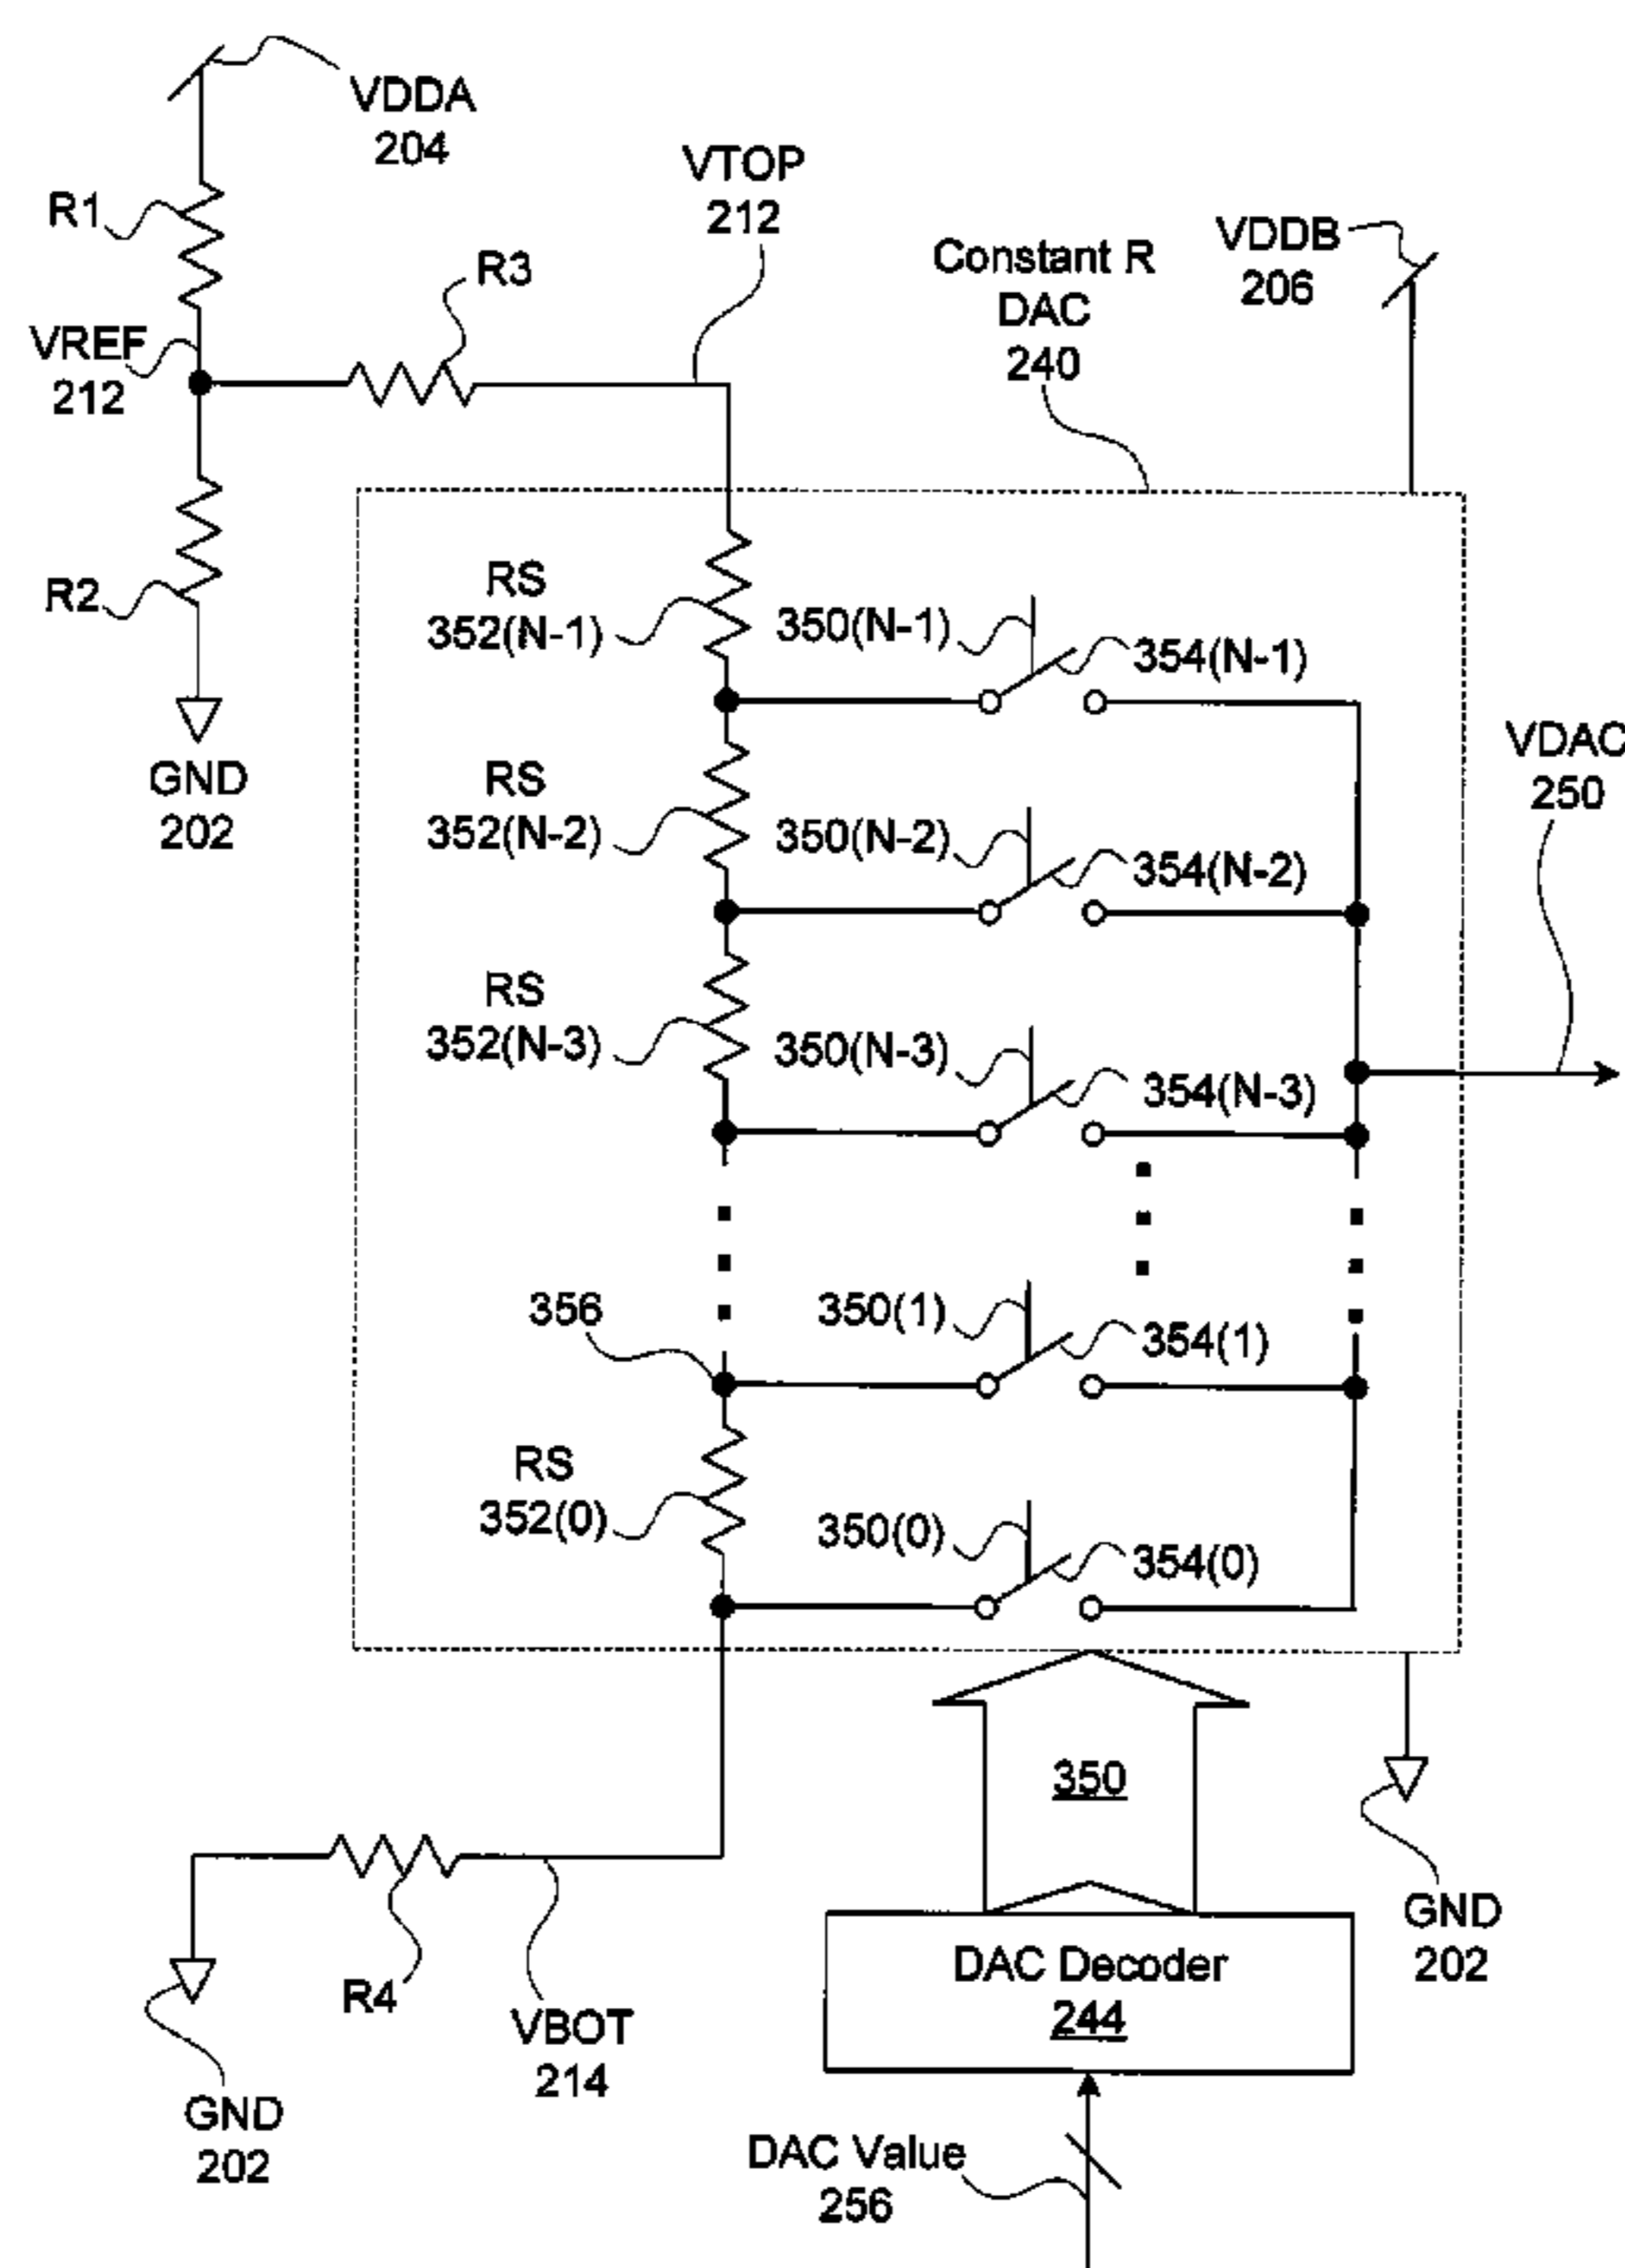 VDDA
204
R1
VTOP
212
R3
VREF
212
Constant R
DAC
240
VDDB
206
R2
GND
202
RS
352(N-1)
350(N-1)
354(N-1)
RS
352(N-2)
350(N-2)
354(N-2)
VDAC
250
RS
352(N-3)
350(N-3)
354(N-3)
356
350(1)
354(1)
RS
352(0)
350(0)
354(0)
350
GND
202
R4
VBOT
214
GND
202
DAC Decoder
244
DAC Value
256